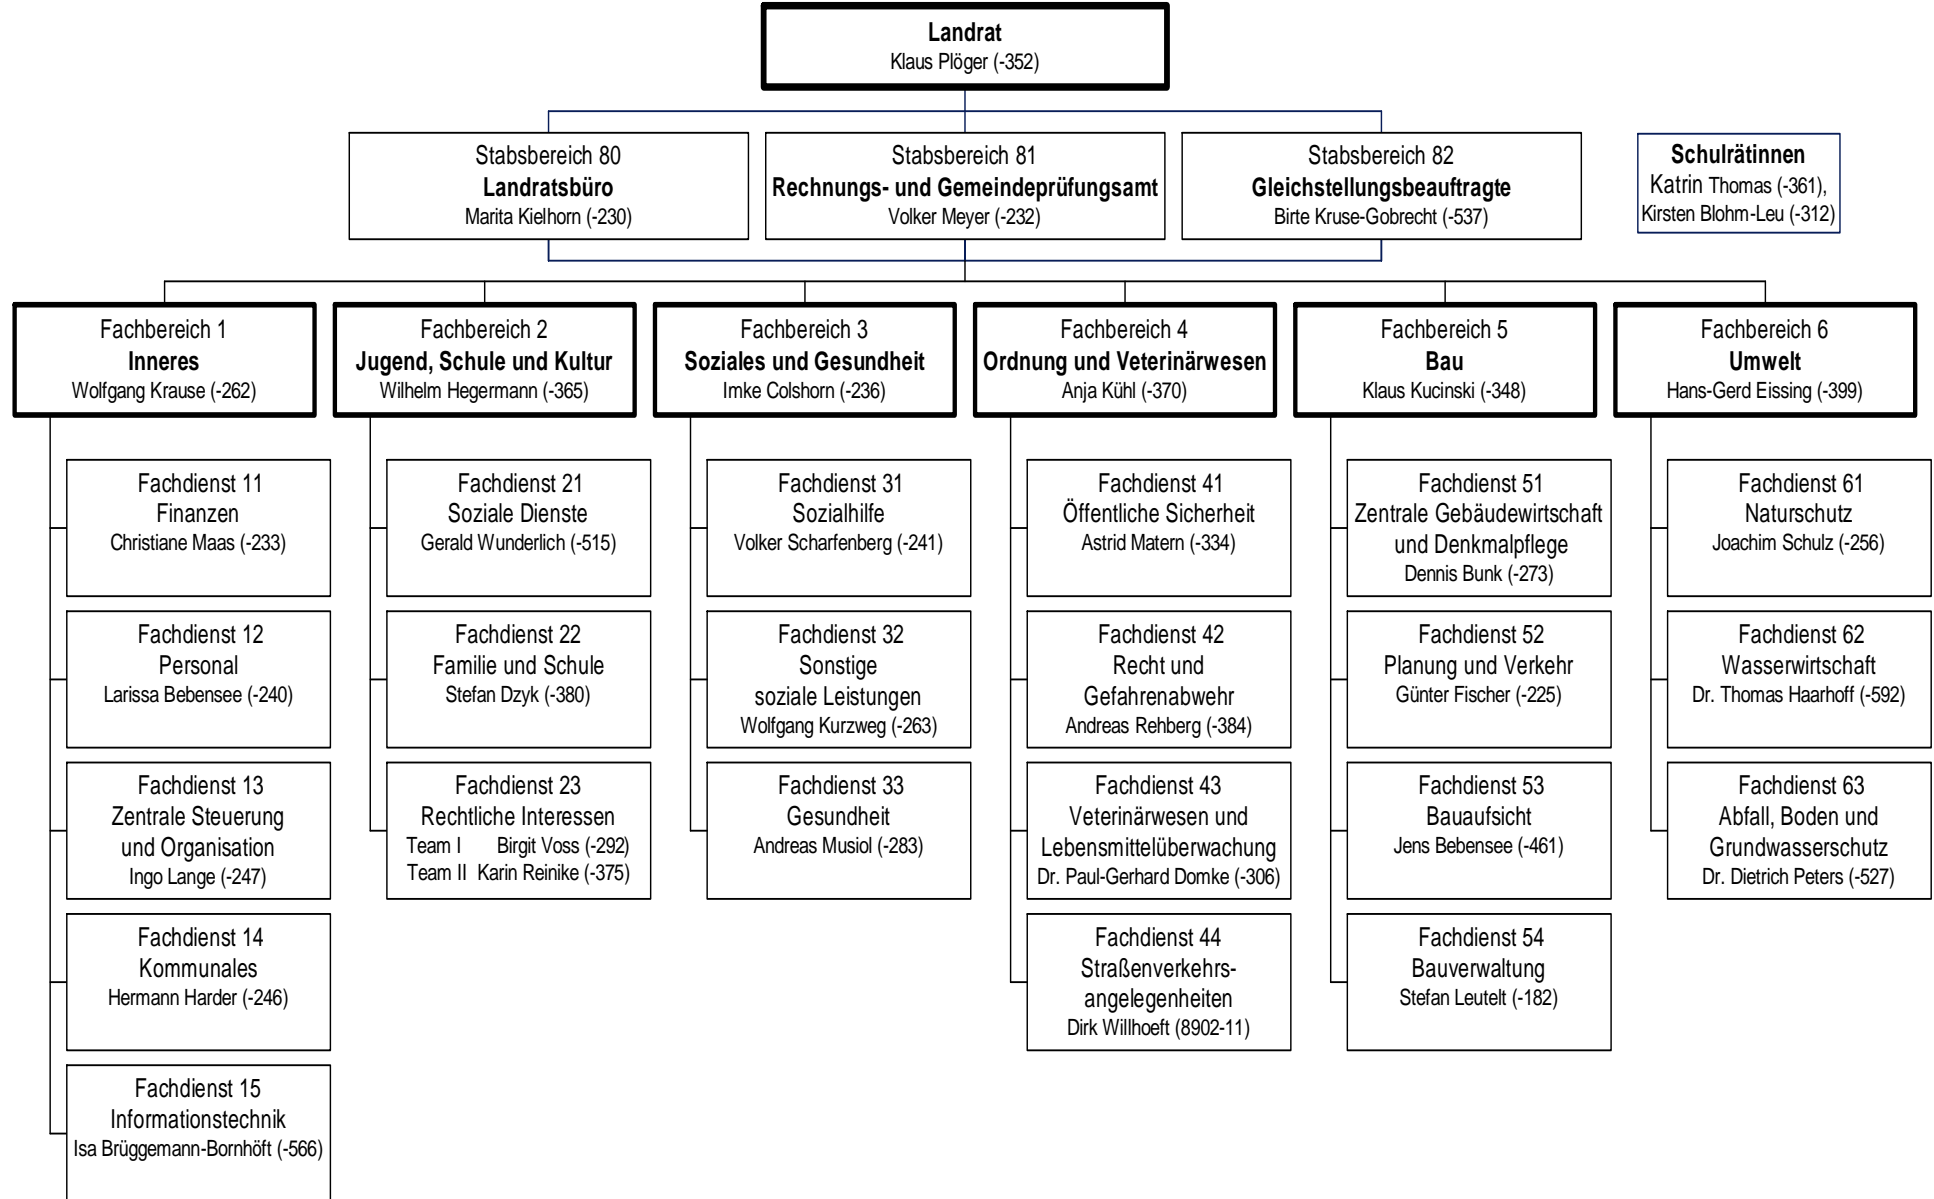 Landrat
Klaus Plöger (-352)
Stabsbereich 80
Landratsbüro
Marita Kielhorn (-230)
Stabsbereich 81
Rechnungs- und Gemeindeprüfungsamt
Volker Meyer (-232)
Stabsbereich 82
Gleichstellungsbeauftragte
Birte Kruse-Gobrecht (-537)
Schulrätinnen
Katrin Thomas (-361),
Kirsten Blohm-Leu (-312)
Fachbereich 1
Inneres
Wolfgang Krause (-262)
Fachbereich 2
Jugend, Schule und Kultur
Wilhelm Hegermann (-365)
Fachbereich 3
Soziales und Gesundheit
Imke Colshorn (-236)
Fachbereich 4
Ordnung und Veterinärwesen
Anja Kühl (-370)
Fachbereich 5
Bau
Klaus Kucinski (-348)
Fachbereich 6
Umwelt
Hans-Gerd Eissing (-399)
Fachdienst 11
Finanzen
Christiane Maas (-233)
Fachdienst 12
Personal
Larissa Bebensee (-240)
Fachdienst 13
Zentrale Steuerung
und Organisation
Ingo Lange (-247)
Fachdienst 14
Kommunales
Hermann Harder (-246)
Fachdienst 15
Informationstechnik
Isa Brüggemann-Bornhöft (-566)
Fachdienst 21
Soziale Dienste
Gerald Wunderlich (-515)
Fachdienst 22
Familie und Schule
Stefan Dzyk (-380)
Fachdienst 23
Rechtliche Interessen
Team I Birgit Voss (-292)
Team II Karin Reinike (-375)
Fachdienst 31
Sozialhilfe
Volker Scharfenberg (-241)
Fachdienst 32
Sonstige
soziale Leistungen
Wolfgang Kurzweg (-263)
Fachdienst 33
Gesundheit
Andreas Musiol (-283)
Fachdienst 41
Öffentliche Sicherheit
Astrid Matern (-334)
Fachdienst 42
Recht und
Gefahrenabwehr
Andreas Rehberg (-384)
Fachdienst 43
Veterinärwesen und
Lebensmittelüberwachung
Dr. Paul-Gerhard Domke (-306)
Fachdienst 44
Straßenverkehrs-
angelegenheiten
Dirk Willhoeft (8902-11)
Fachdienst 51
Zentrale Gebäudewirtschaft
und Denkmalpflege
Dennis Bunk (-273)
Fachdienst 52
Planung und Verkehr
Günter Fischer (-225)
Fachdienst 53
Bauaufsicht
Jens Bebensee (-461)
Fachdienst 54
Bauverwaltung
Stefan Leutelt (-182)
Fachdienst 61
Naturschutz
Joachim Schulz (-256)
Fachdienst 62
Wasserwirtschaft
Dr. Thomas Haarhoff (-592)
Fachdienst 63
Abfall, Boden und
Grundwasserschutz
Dr. Dietrich Peters (-527)